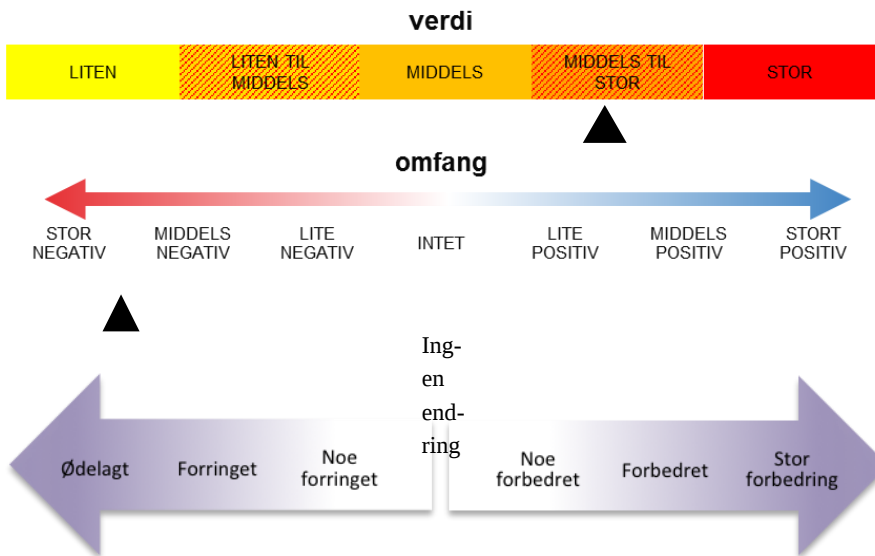 verdi
LITEN
LITEN TIL
MIDDELS
MIDDELS
MIDDELS TIL
STOR
STOR
omfang
STOR
NEGATIV
MIDDELS
NEGATIV
LITE
NEGATIV
INTET
LITE
POSITIV
MIDDELS
POSITIV
STORT
POSITIV
Ing-
en
end-
ring
Ødelagt
Forringet
Noe
forringet
Noe
forbedret
Forbedret
Stor
forbedring